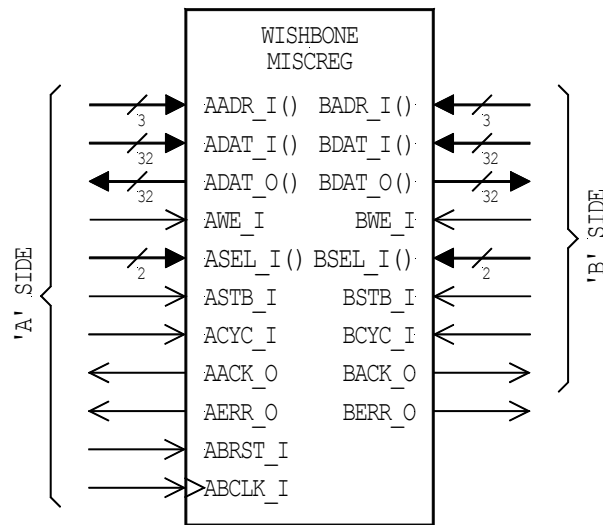 WISHBONE
MISCREG
AADR_I() BADR_I()
3 3
ADAT_I() BDAT_I()
32 32
ADAT_O() BDAT_O()
32 32
AWE_I BWE_I
ASEL_I() BSEL_I()
2 2
ASTB_I BSTB_I
ACYC_I BCYC_I
AACK_O BACK_O
AERR_O BERR_O
ABRST_I
ABCLK_I
'A' SIDE
'B' SIDE